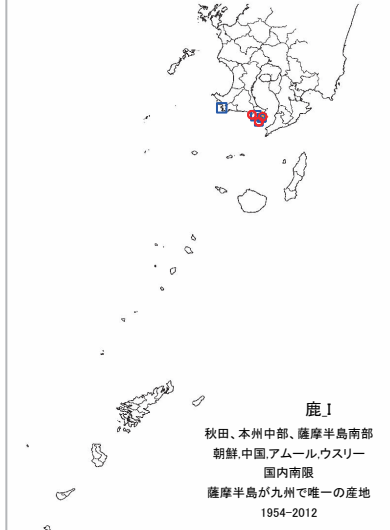 鹿_I
秋田、本州中部、薩摩半島南部
朝鮮,中国,アムール,ウスリー
国内南限
薩摩半島が九州で唯一の産地
1954-2012